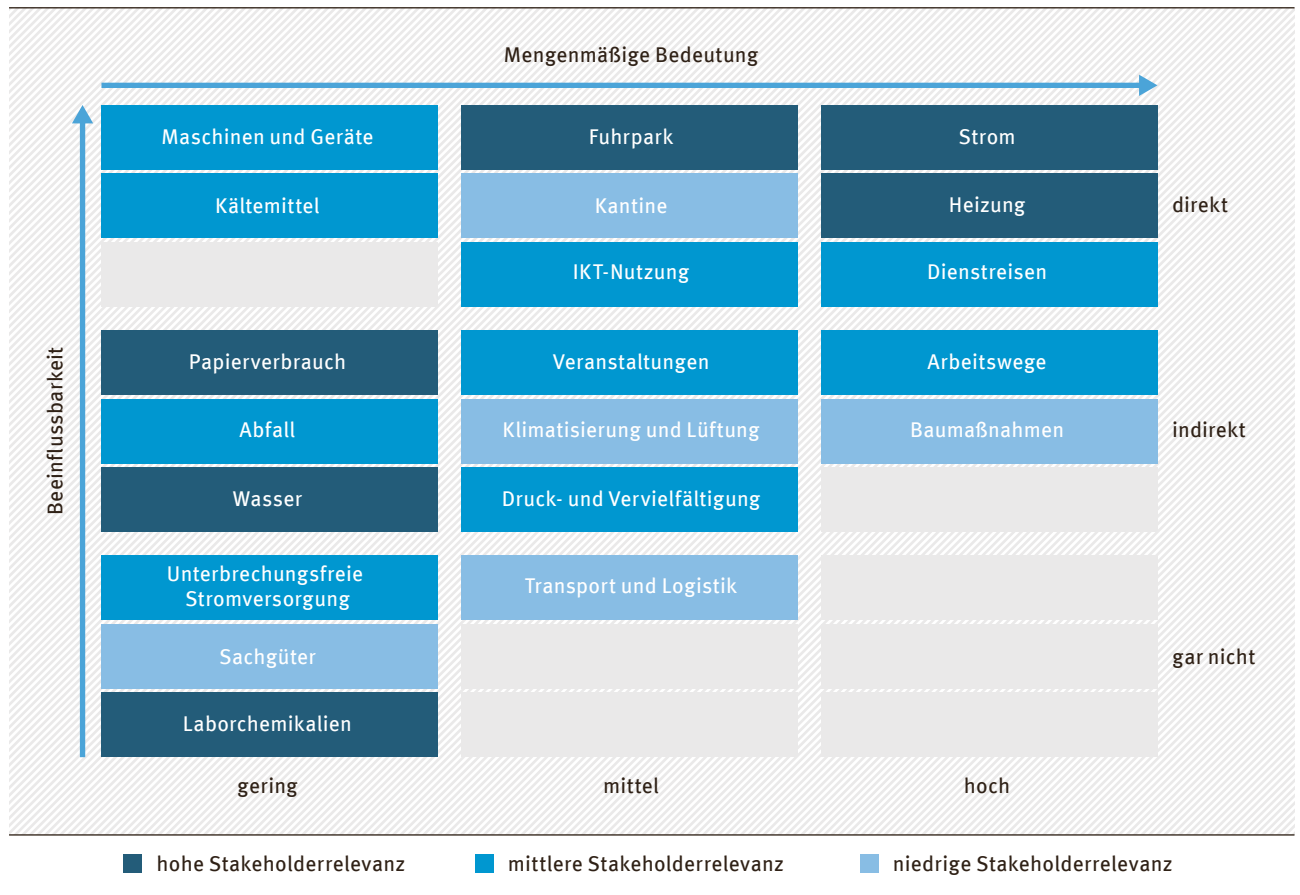 Mengenmäßige Bedeutung
Beeinflussbarkeit
Maschinen und Geräte
Fuhrpark
Strom
Kältemittel
Kantine
Heizung
direkt
IKT-Nutzung
Dienstreisen
Papierverbrauch
Veranstaltungen
Arbeitswege
Abfall
Klimatisierung und Lüftung
Baumaßnahmen
indirekt
Wasser
Druck- und Vervielfältigung
Unterbrechungsfreie
Stromversorgung
Transport und Logistik
Sachgüter
gar nicht
Laborchemikalien
gering
mittel
hoch
hohe Stakeholderrelevanz
mittlere Stakeholderrelevanz
niedrige Stakeholderrelevanz